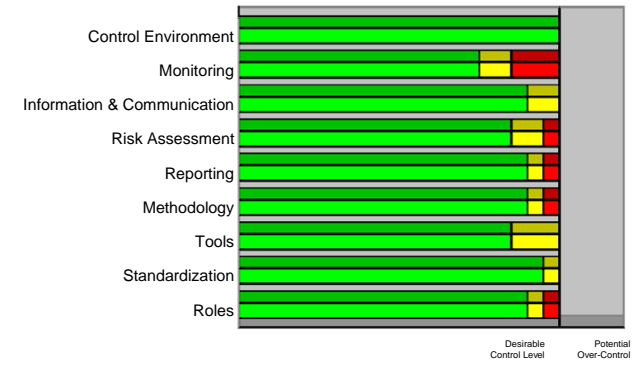 Control Environment
Monitoring
Information & Communication
Risk Assessment
Reporting
Methodology
Tools
Standardization
Roles
Desirable Potential
Control Level Over-Control